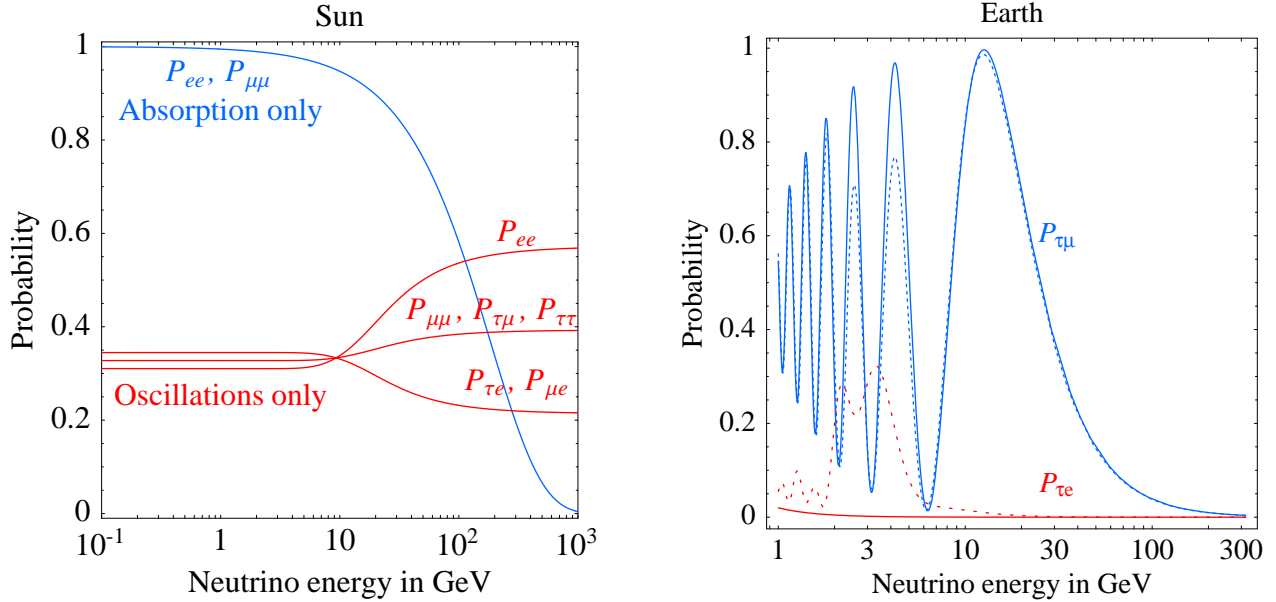 Sun
Probability
1
0.8
0.6
0.4
0.2
0
P_ee, P_μμ
Absorption only
P_ee
P_μμ, P_τμ, P_ττ
P_τe, P_μe
Oscillations only
10^-1 1 10 10^2 10^3
Neutrino energy in GeV
Earth
Probability
1
0.8
0.6
0.4
0.2
0
P_τμ
P_τe
1 3 10 30 100 300
Neutrino energy in GeV